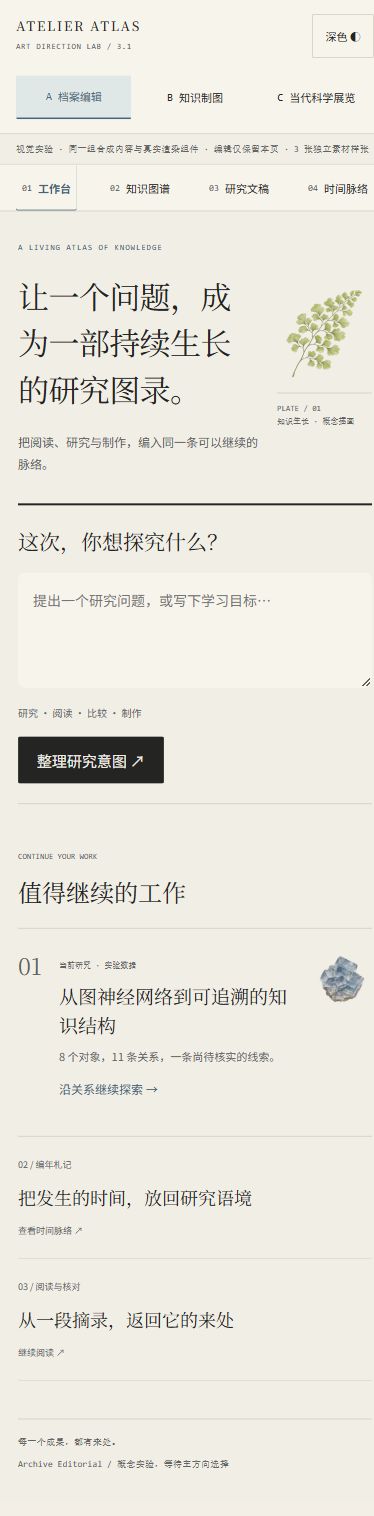 ATELIER ATLAS
ART DIRECTION LAB / 3.1
深色 ◐
A 档案编辑
B 知识制图
C 当代科学展览
视觉实验 · 同一组合成内容与真实渲染组件 · 编辑仅保留本页 · 3 张独立素材样张
01 工作台
02 知识图谱
03 研究文稿
04 时间脉络
A LIVING ATLAS OF KNOWLEDGE
让一个问题，成
为一部持续生长
的研究图录。
把阅读、研究与制作，编入同一条可以继续的
脉络。
PLATE / 01
知识生长 · 概念插画
这次，你想探究什么？
提出一个研究问题，或写下学习目标…
研究 · 阅读 · 比较 · 制作
整理研究意图 ↗
CONTINUE YOUR WORK
值得继续的工作
01
当前研究 · 实验数据
从图神经网络到可追溯的知
识结构
8 个对象，11 条关系，一条尚待核实的线索。
沿关系继续探索 →
02 / 编年札记
把发生的时间，放回研究语境
查看时间脉络 ↗
03 / 阅读与核对
从一段摘录，返回它的来处
继续阅读 ↗
每一个成果，都有来处。
Archive Editorial / 概念实验，等待主方向选择